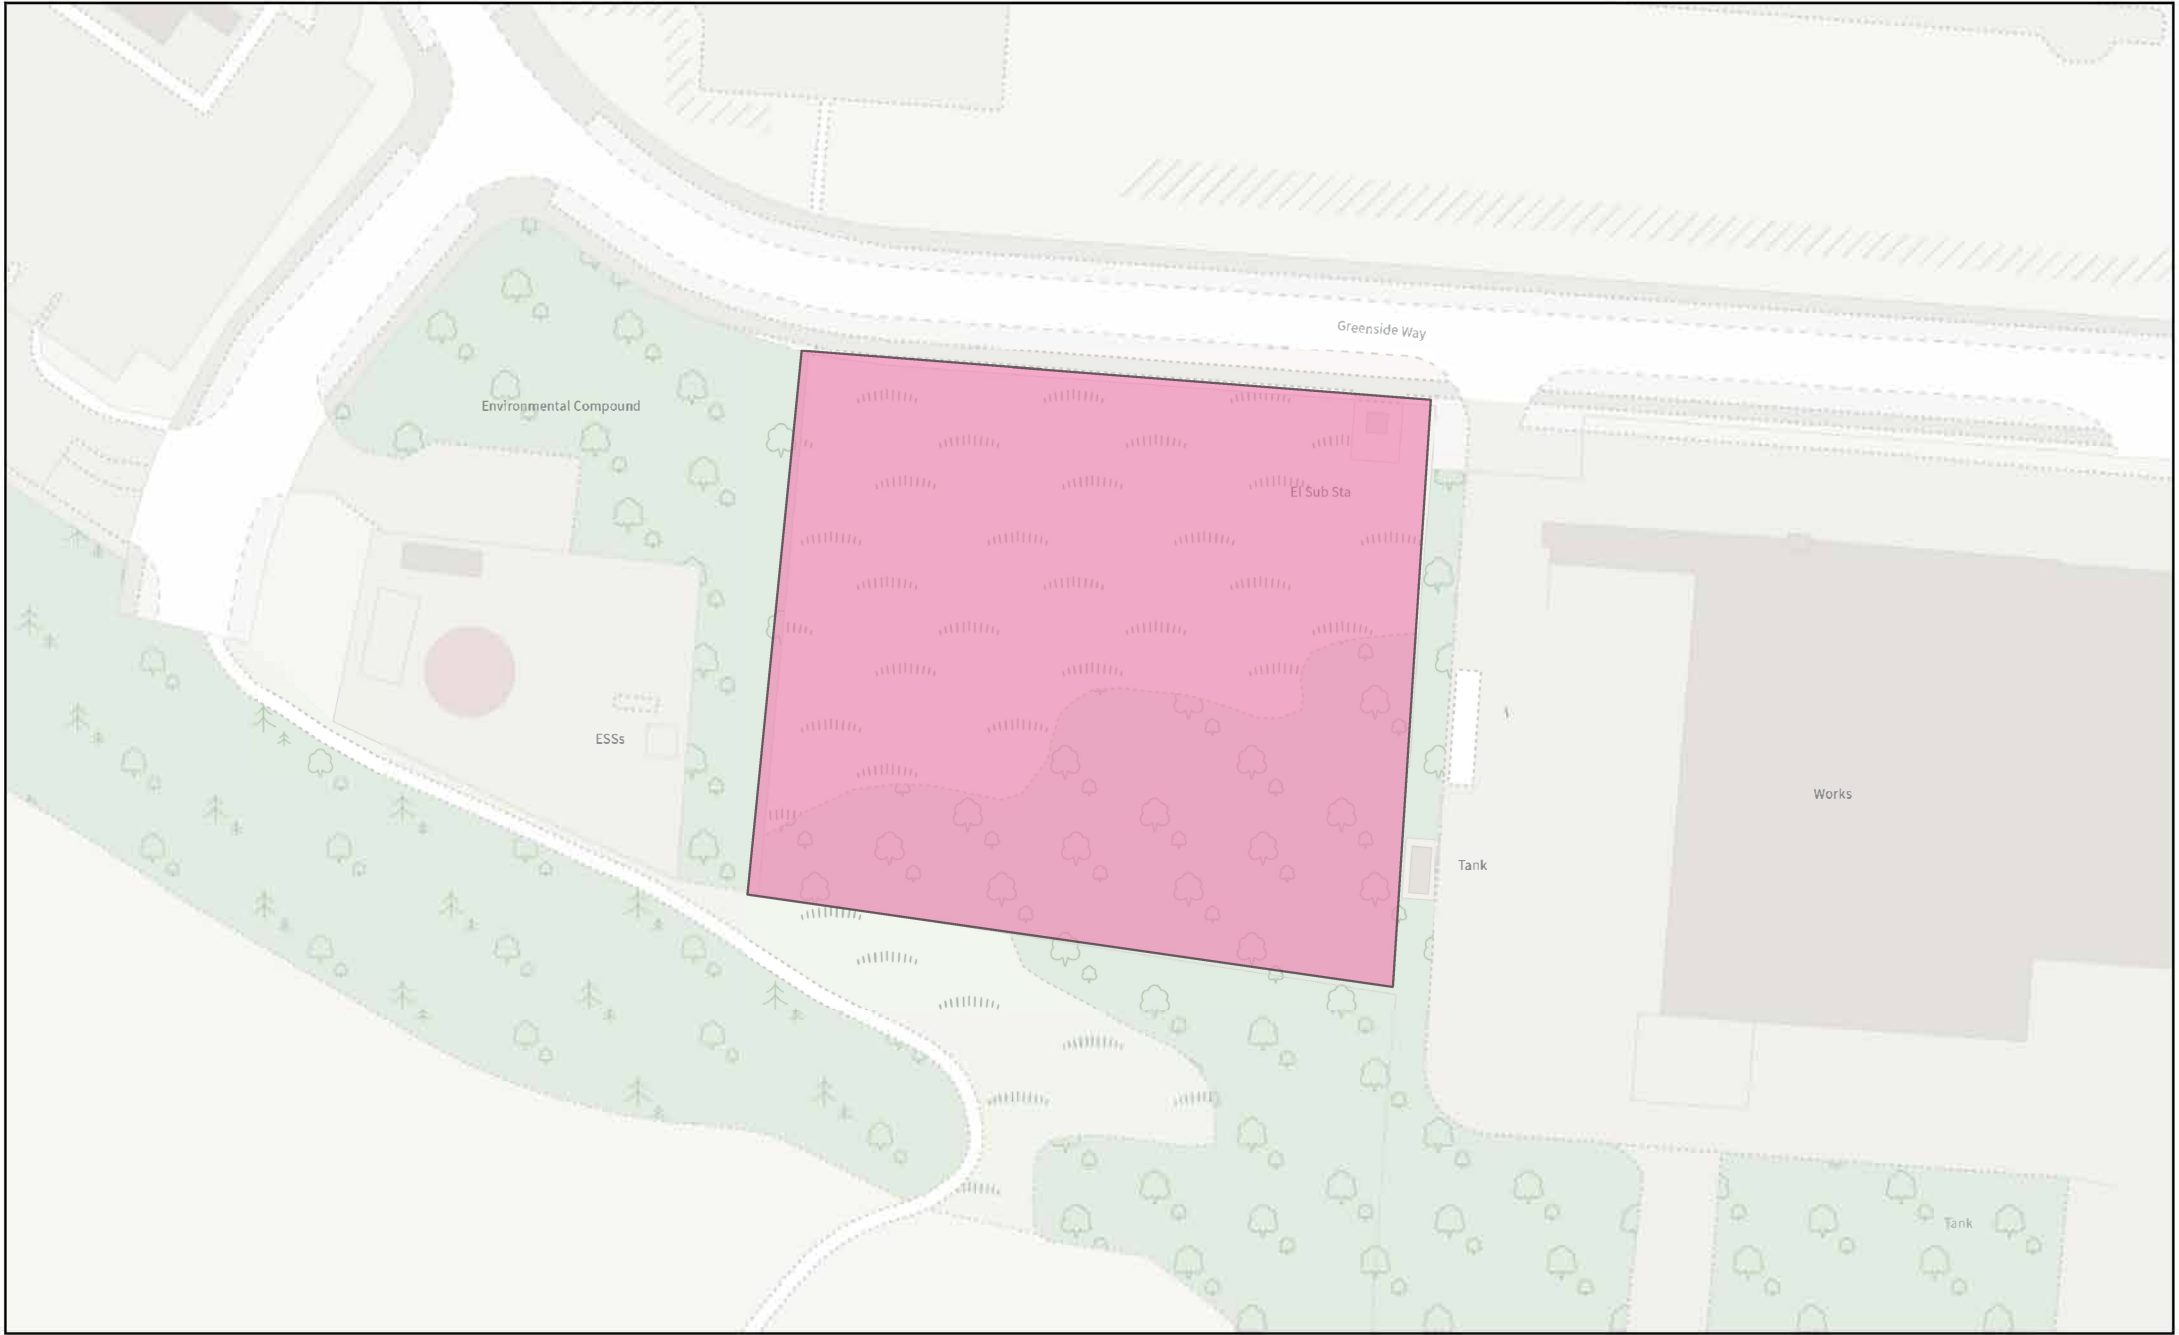 Greenside Way
Environmental Compound
El Sub Sta
ESSs
Works
Tank
Tank